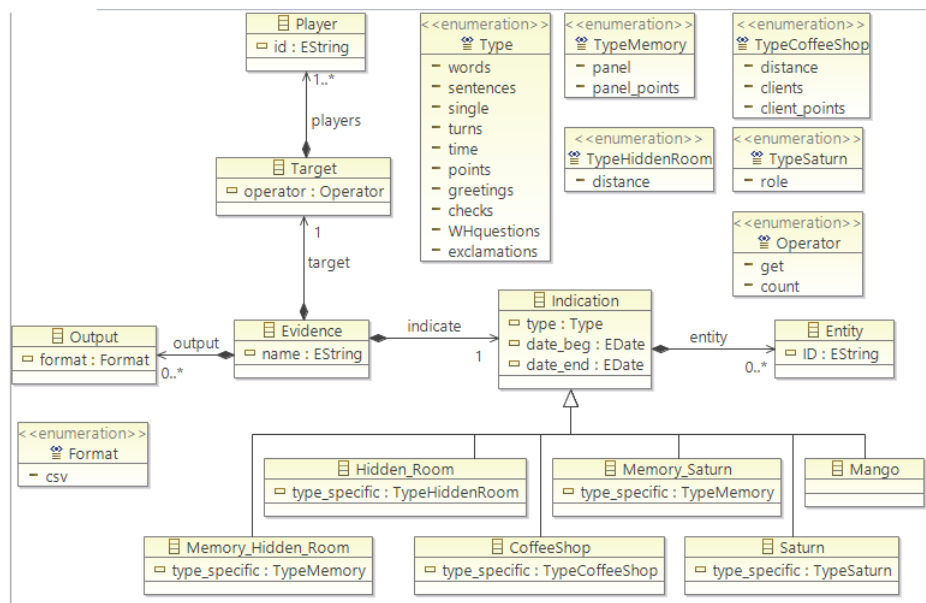 Player
id : EString
1..*
players
Target
operator : Operator
1
target
<<enumeration>>
Type
words
sentences
single
turns
time
points
greetings
checks
WHquestions
exclamations
<<enumeration>>
TypeMemory
panel
panel_points
<<enumeration>>
TypeCoffeeShop
distance
clients
client_points
<<enumeration>>
TypeHiddenRoom
distance
<<enumeration>>
TypeSaturn
role
<<enumeration>>
Operator
get
count
Output
format : Format
output
0..*
Evidence
name : EString
indicate
1
Indication
type : Type
date_beg : EDate
date_end : EDate
entity
0..*
Entity
ID : EString
<<enumeration>>
Format
csv
Hidden_Room
type_specific : TypeHiddenRoom
Memory_Saturn
type_specific : TypeMemory
Mango
Memory_Hidden_Room
type_specific : TypeMemory
CoffeeShop
type_specific : TypeCoffeeShop
Saturn
type_specific : TypeSaturn